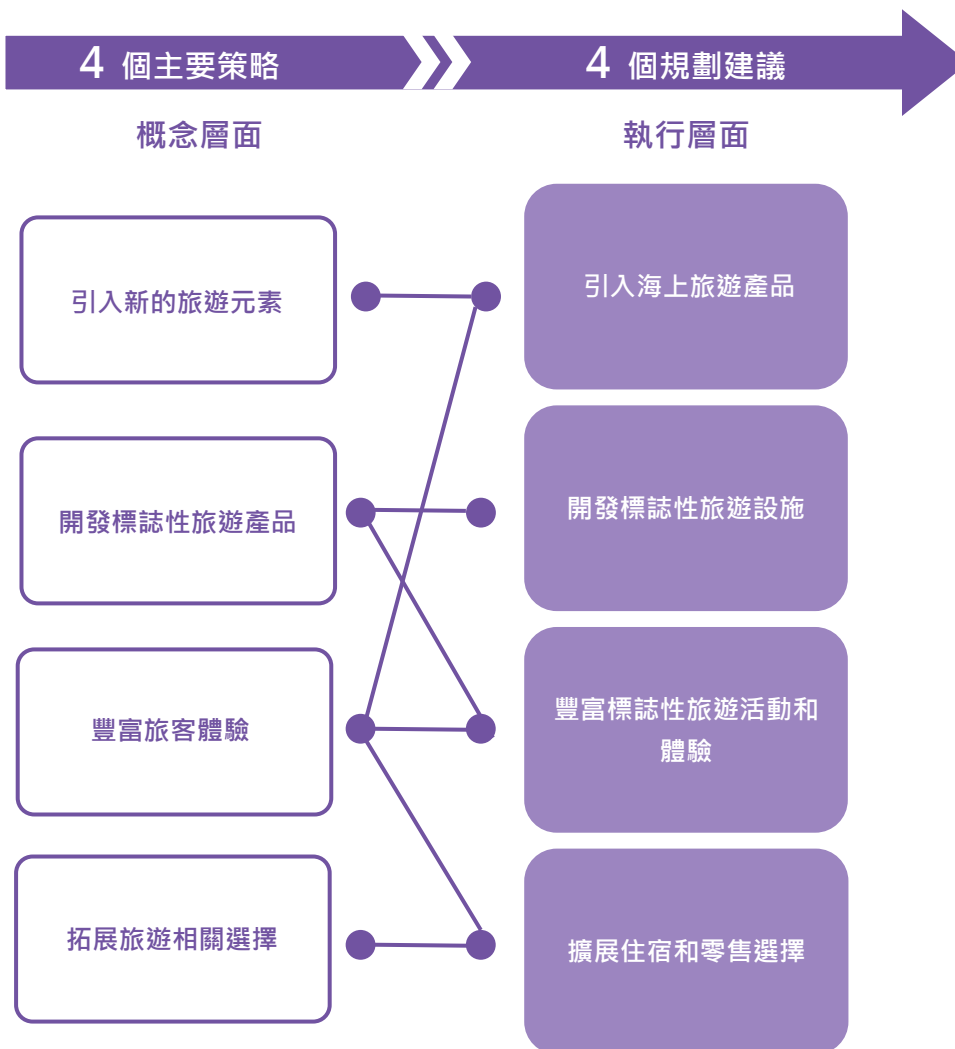 4 個主要策略
4 個規劃建議
概念層面
執行層面
引入新的旅遊元素
引入海上旅遊產品
開發標誌性旅遊產品
開發標誌性旅遊設施
豐富旅客體驗
豐富標誌性旅遊活動和
體驗
拓展旅遊相關選擇
擴展住宿和零售選擇